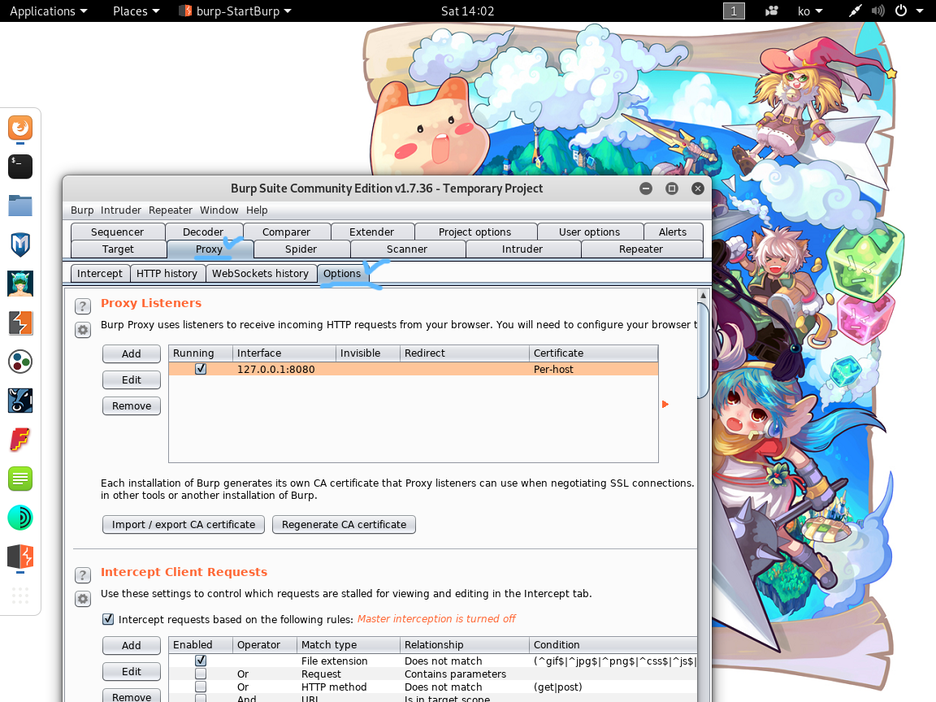 Applications Places burp-StartBurp Sat 14:02 1 ko
Burp Suite Community Edition v1.7.36 - Temporary Project
Burp Intruder Repeater Window Help
Sequencer Decoder Comparer Extender Project options User options Alerts
Target Proxy Spider Scanner Intruder Repeater
Intercept HTTP history WebSockets history Options
? Proxy Listeners
Burp Proxy uses listeners to receive incoming HTTP requests from your browser. You will need to configure your browser t
Add Running Interface Invisible Redirect Certificate
127.0.0.1:8080 Per-host
Edit
Remove
Each installation of Burp generates its own CA certificate that Proxy listeners can use when negotiating SSL connections.
in other tools or another installation of Burp.
Import / export CA certificate Regenerate CA certificate
? Intercept Client Requests
Use these settings to control which requests are stalled for viewing and editing in the Intercept tab.
Intercept requests based on the following rules: Master interception is turned off
Add Enabled Operator Match type Relationship Condition
File extension Does not match (^gif$|^jpg$|^png$|^css$|^js$|
Edit Or Request Contains parameters
Or HTTP method Does not match (get|post)
Remove And URL Is in target scope